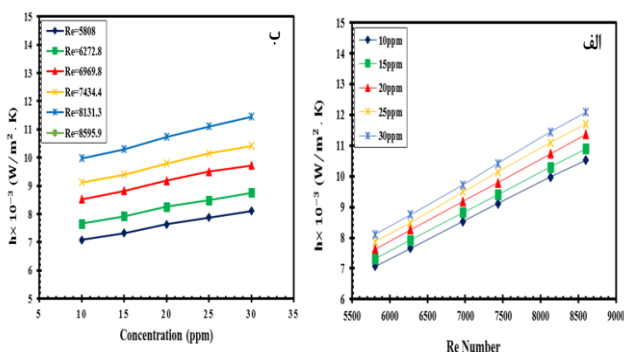 ب
Re=5808
Re=6272.8
Re=6969.8
Re=7434.4
Re=8131.3
Re=8595.9
h× 10⁻³ (W/m² . K)
15
14
13
12
11
10
9
8
7
6
5
5 10 15 20 25 30 35
Concentration (ppm)
الف
10ppm
15ppm
20ppm
25ppm
30ppm
h× 10⁻³ (W/m² . K)
15
14
13
12
11
10
9
8
7
6
5500 6000 6500 7000 7500 8000 8500 9000
Re Number